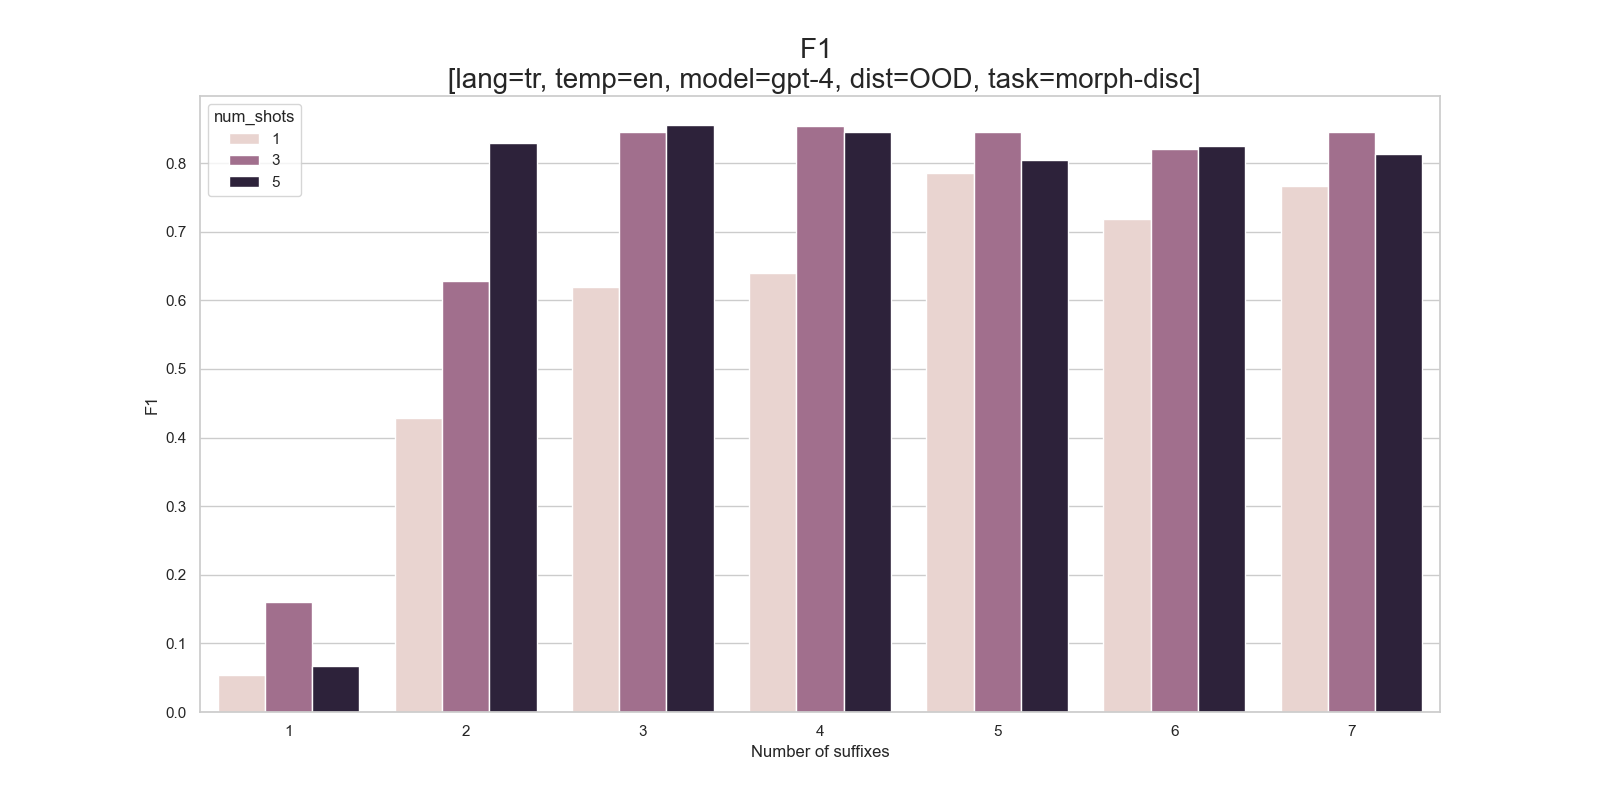 F1
[lang=tr, temp=en, model=gpt-4, dist=OOD, task=morph-disc]
num_shots
1
3
5
F1
0.8
0.7
0.6
0.5
0.4
0.3
0.2
0.1
0.0
1 2 3 4 5 6 7
Number of suffixes